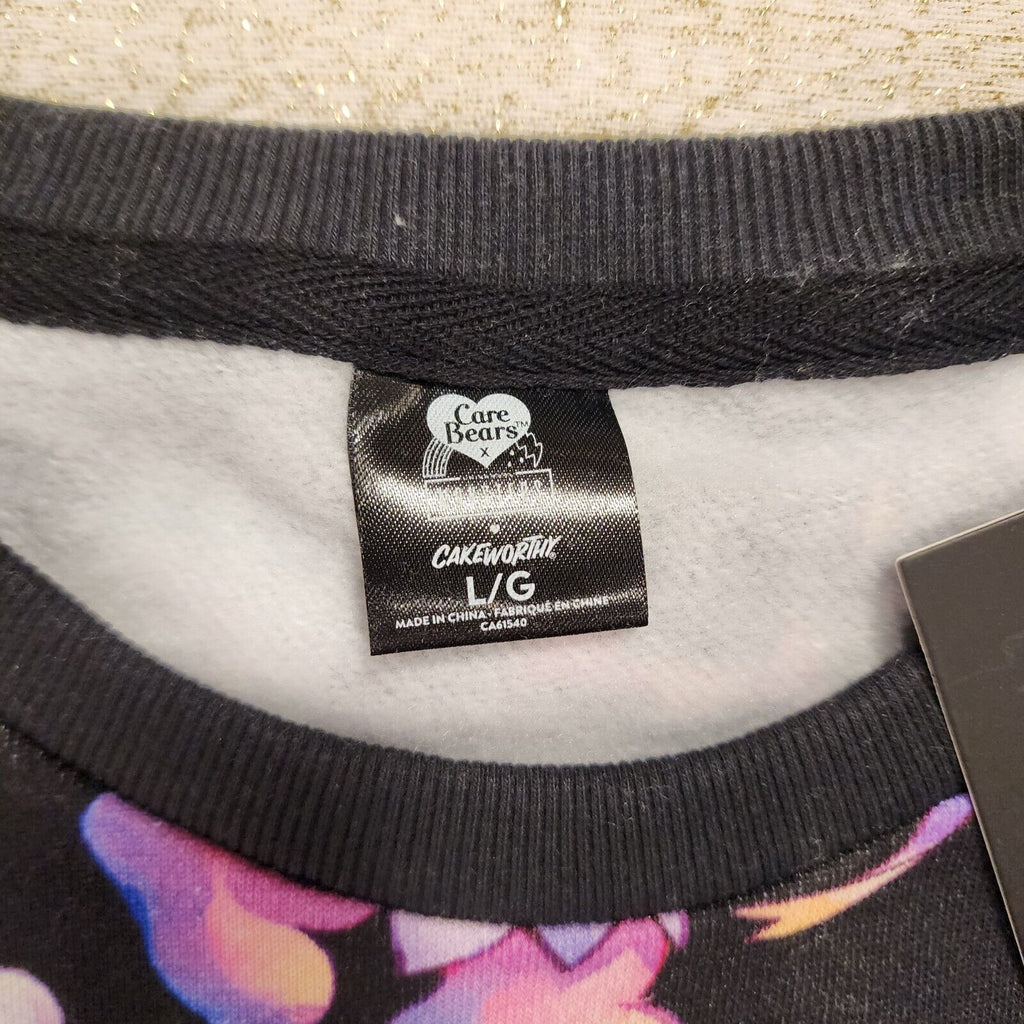 Care
Bears™
x
CAKEWORTHY
L/G
MADE IN CHINA · FABRIQUÉ EN CHINE
CA61540